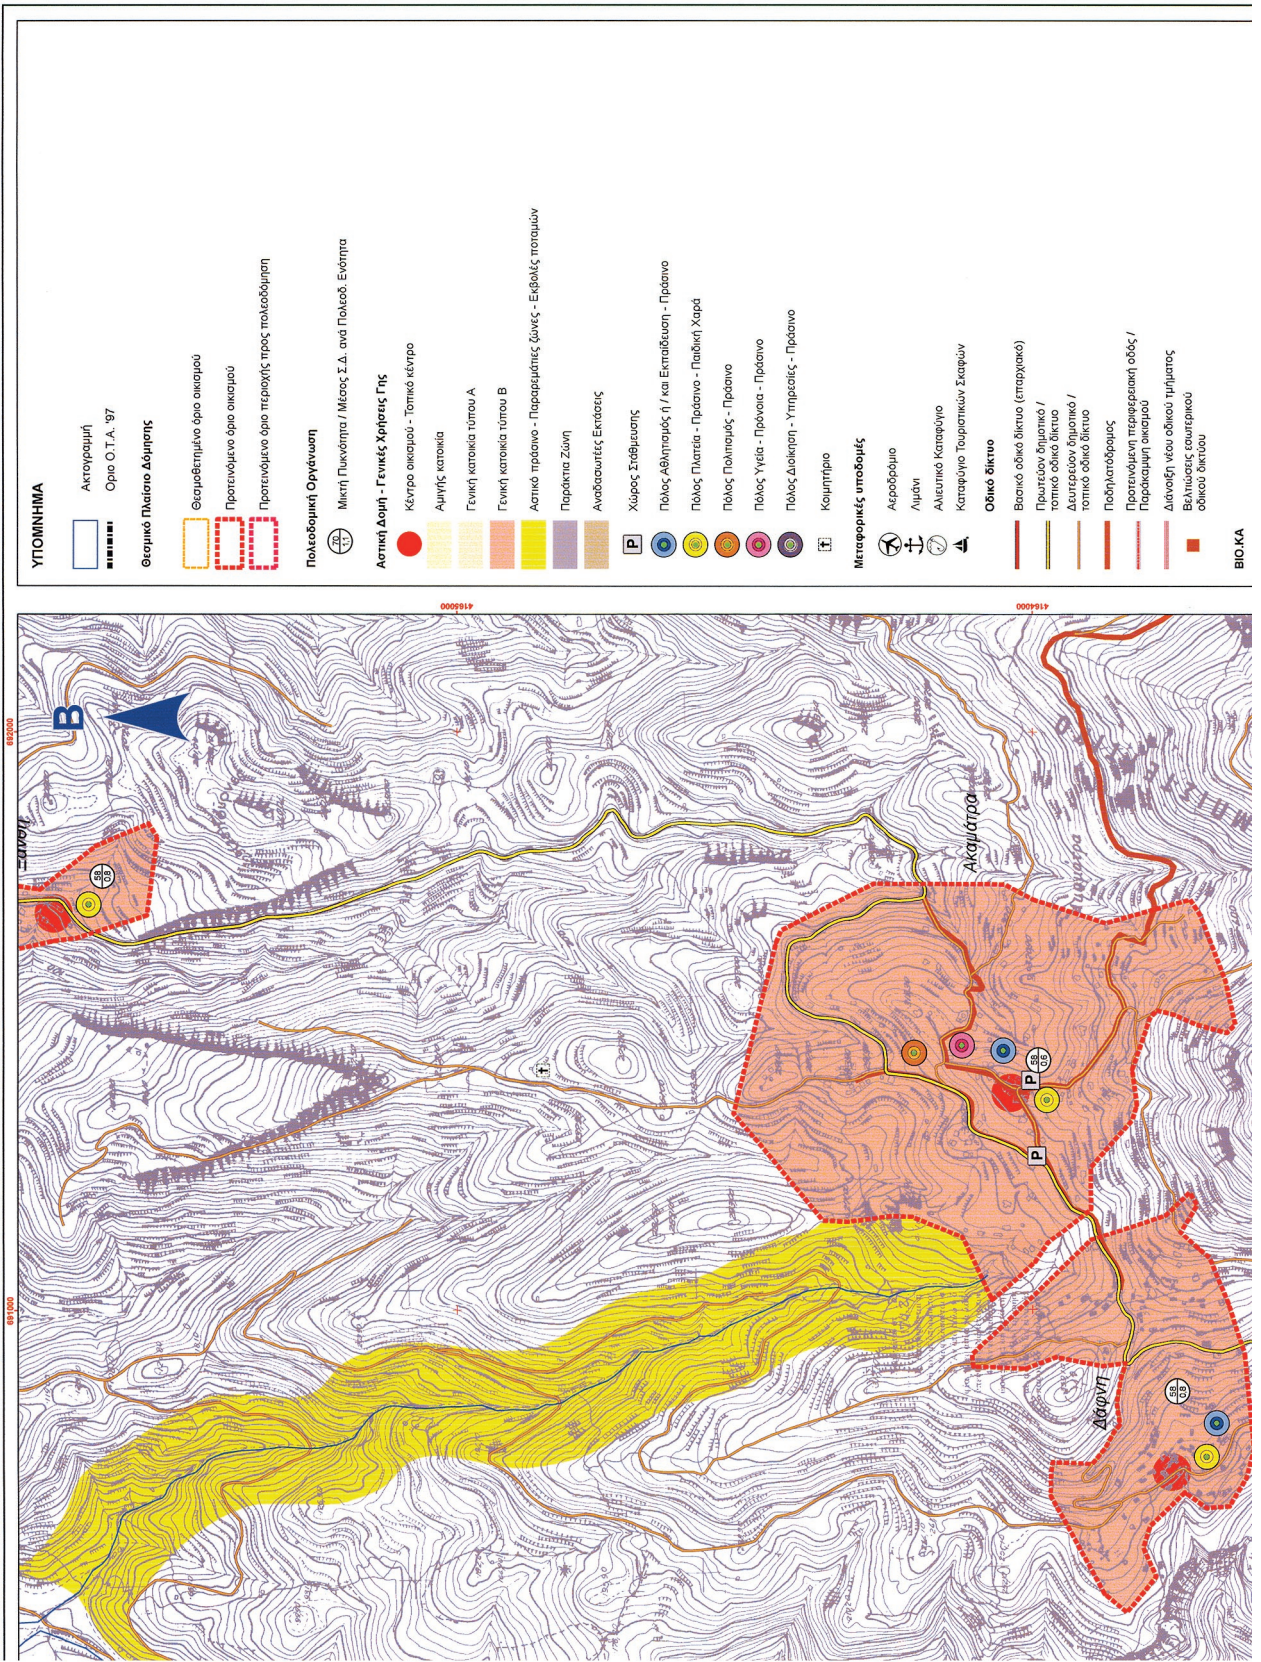 ΥΠΟΜΝΗΜΑ
Ακτογραμμή
Οριο Ο.Τ.Α. '97
Θεσμικό Πλαίσιο Δόμησης
Θεσμοθετημένο όριο οικισμού
Προτεινόμενο όριο οικισμού
Προτεινόμενο όριο περιοχής προς πολεοδόμηση
Πολεοδομική Οργάνωση
70
1,1
Μικτή Πυκνότητα / Μέσος Σ.Δ. ανά Πολεοδ. Ενότητα
Αστική Δομή - Γενικές Χρήσεις Γης
Κέντρο οικισμού - Τοπικό κέντρο
Αμιγής κατοικία
Γενική κατοικία τύπου Α
Γενική κατοικία τύπου Β
Αστικό πράσινο - Παραρεμάτιες ζώνες - Εκβολές ποταμών
Παράκτια Ζώνη
Αναδασωτέες Εκτάσεις
P
Χώρος Στάθμευσης
Πόλος Αθλητισμός ή / και Εκπαίδευση - Πράσινο
Πόλος Πλατεία - Πράσινο - Παιδική Χαρά
Πόλος Πολιτισμός - Πράσινο
Πόλος Υγεία - Πρόνοια - Πράσινο
Πόλος Διοίκηση - Υπηρεσίες - Πράσινο
Κοιμητήριο
Μεταφορικές υποδομές
Αεροδρόμιο
Λιμάνι
Αλιευτικό Καταφύγιο
Καταφύγιο Τουριστικών Σκαφών
Οδικό δίκτυο
Βασικό οδικό δίκτυο (επαρχιακό)
Πρωτεύον δημοτικό /
τοπικό οδικό δίκτυο
Δευτερεύον δημοτικό /
τοπικό οδικό δίκτυο
Ποδηλατόδρομος
Προτεινόμενη περιφερειακή οδός /
Παράκαμψη οικισμού
Διάνοιξη νέου οδικού τμήματος
Βελτιώσεις εσωτερικού
οδικού δικτύου
ΒΙΟ.ΚΑ
692000
691000
4165000
4164000
Β
Ξάνθη
58
0,8
Ακαμάτρα
P
58
0,6
P
Δάφνη
58
0,8